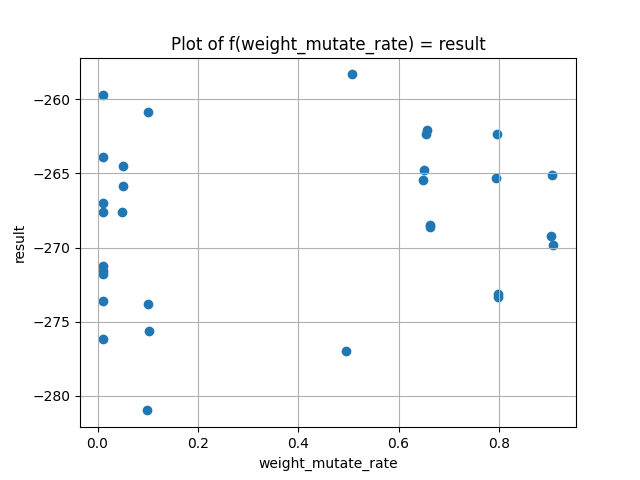 Plot of f(weight_mutate_rate) = result
−260
−265
−270
−275
−280
result
0.0 0.2 0.4 0.6 0.8
weight_mutate_rate